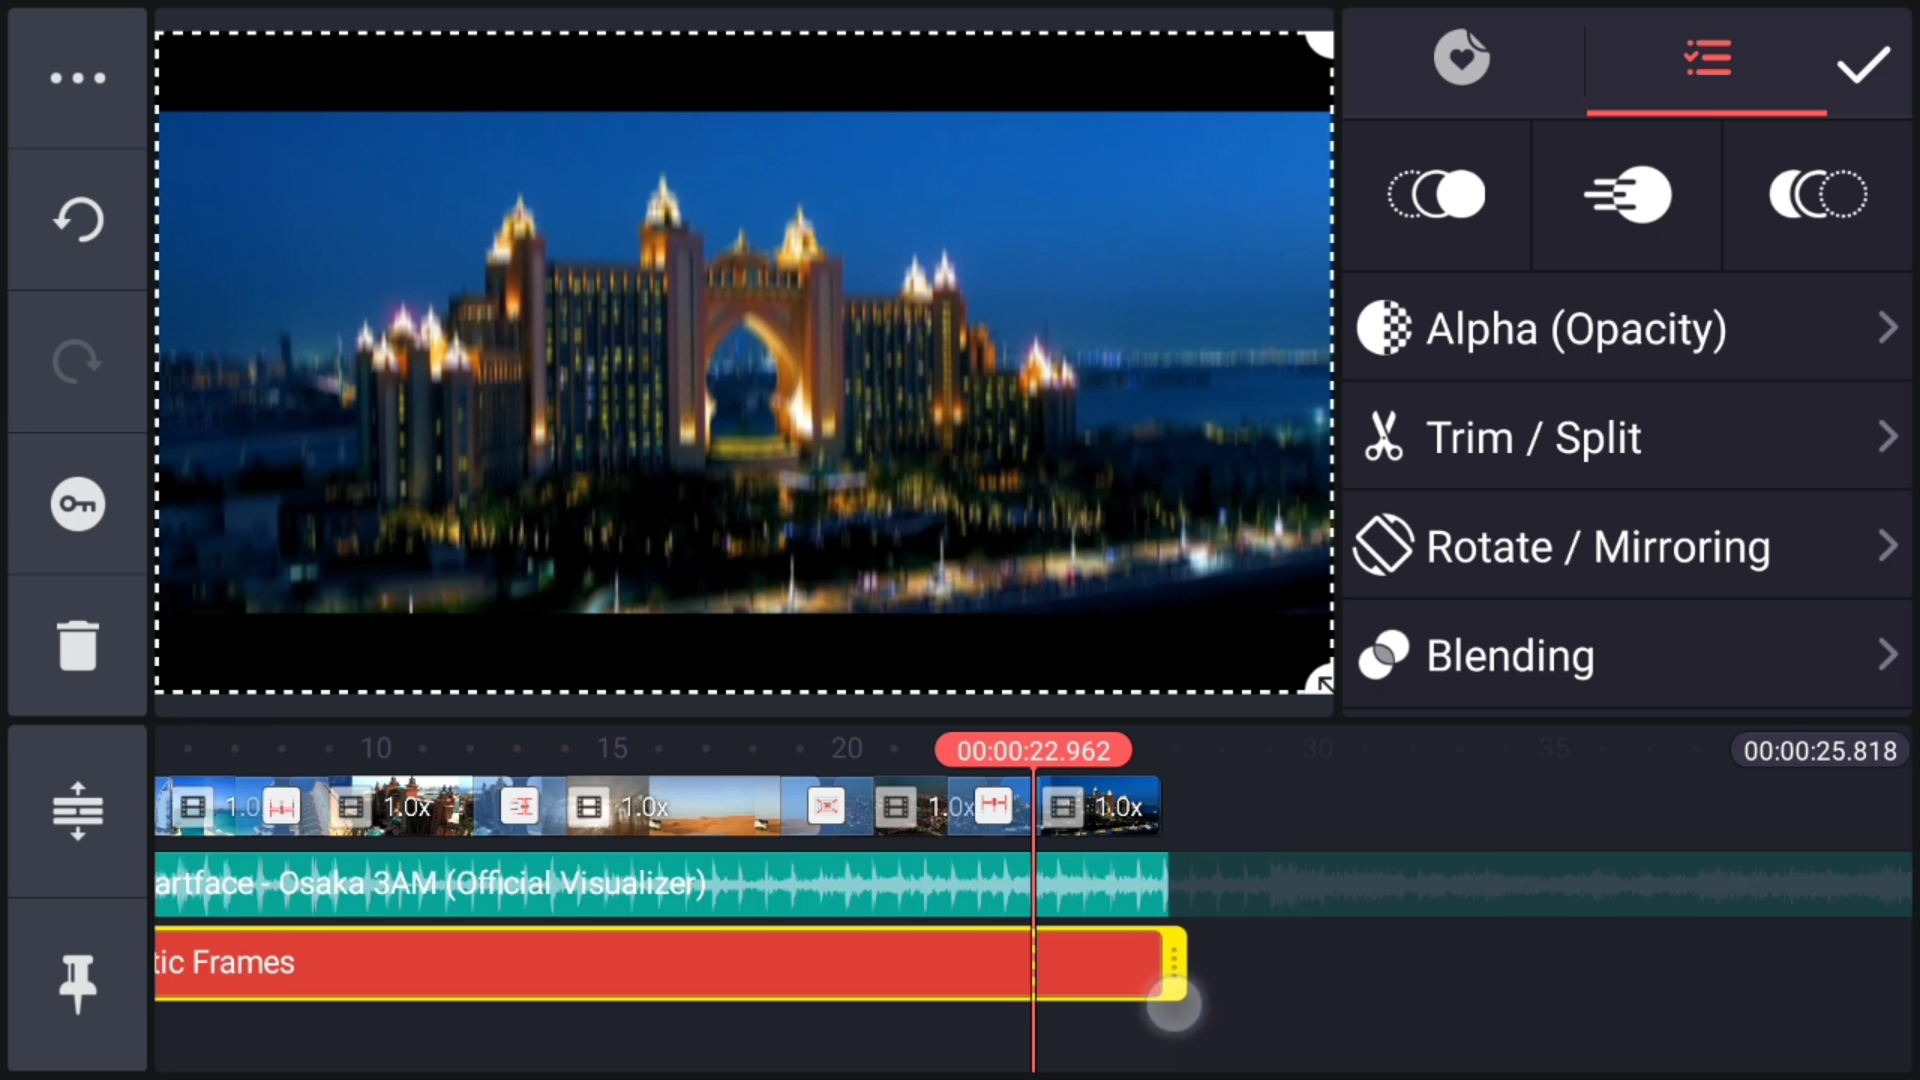 Alpha (Opacity)
Trim / Split
Rotate / Mirroring
Blending
10 15 20 00:00:22.962 30 35 00:00:25.818
1.0 1.0x 1.0x 1.0x 1.0x
artface - Osaka 3AM (Official Visualizer)
tic Frames